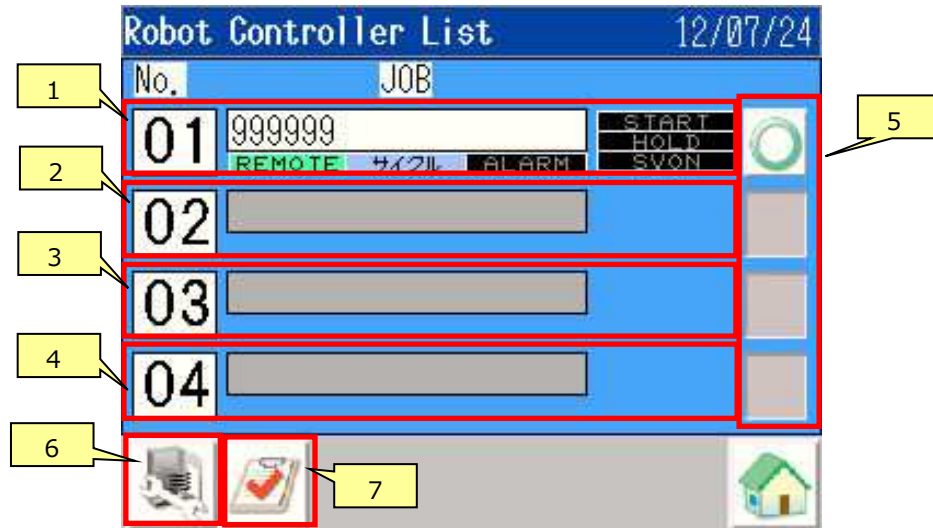 Robot Controller List 12/07/24
No. JOB
1
01 999999 START
HOLD
REMOTE サイクル ALARM SVON
5
2
02
3
03
4
04
6
7